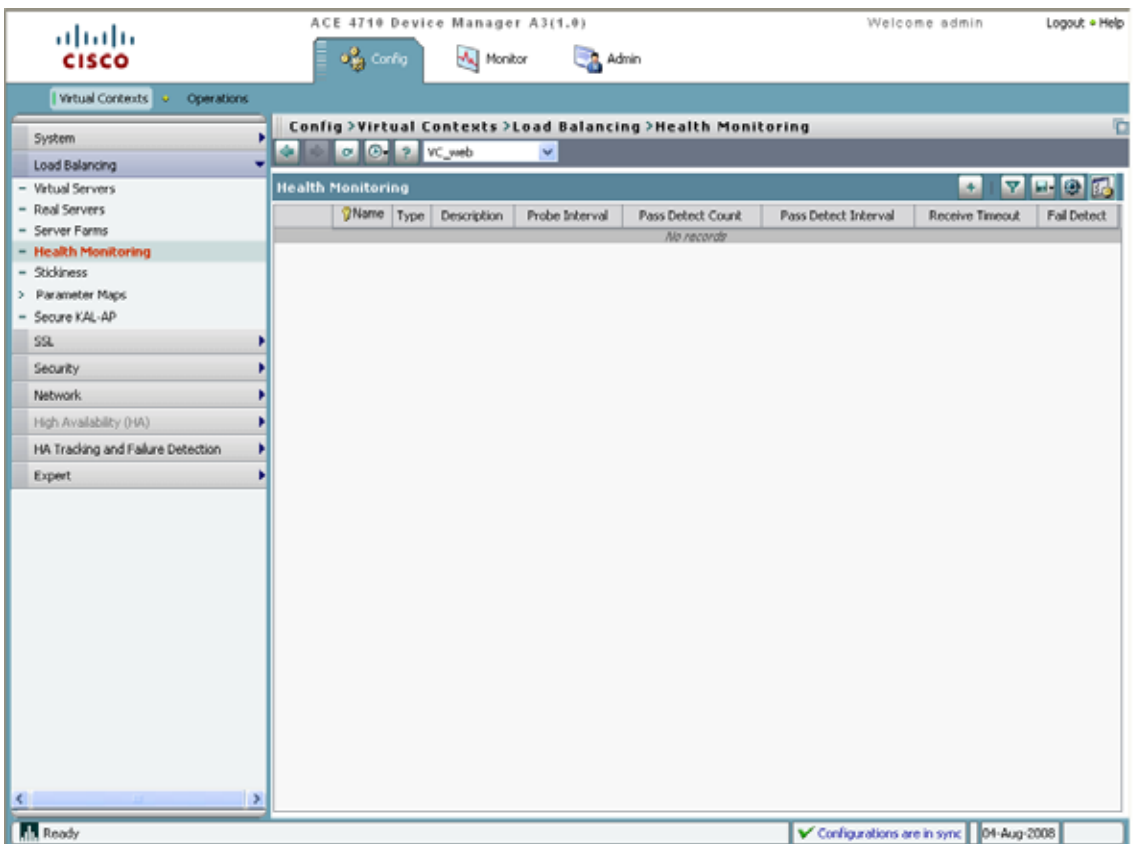 ACE 4710 Device Manager A3(1.0) Welcome admin Logout Help
CISCO
Config Monitor Admin
Virtual Contexts Operations
Config >Virtual Contexts >Load Balancing >Health Monitoring
? VC_web
System
Load Balancing
Virtual Servers
Real Servers
Server Farms
Health Monitoring
Stickiness
> Parameter Maps
Secure KAL-AP
SSL
Security
Network
High Availability (HA)
HA Tracking and Failure Detection
Expert
Health Monitoring
Name Type Description Probe Interval Pass Detect Count Pass Detect Interval Receive Timeout Fail Detect
No records
Ready
Configurations are in sync 04-Aug-2008